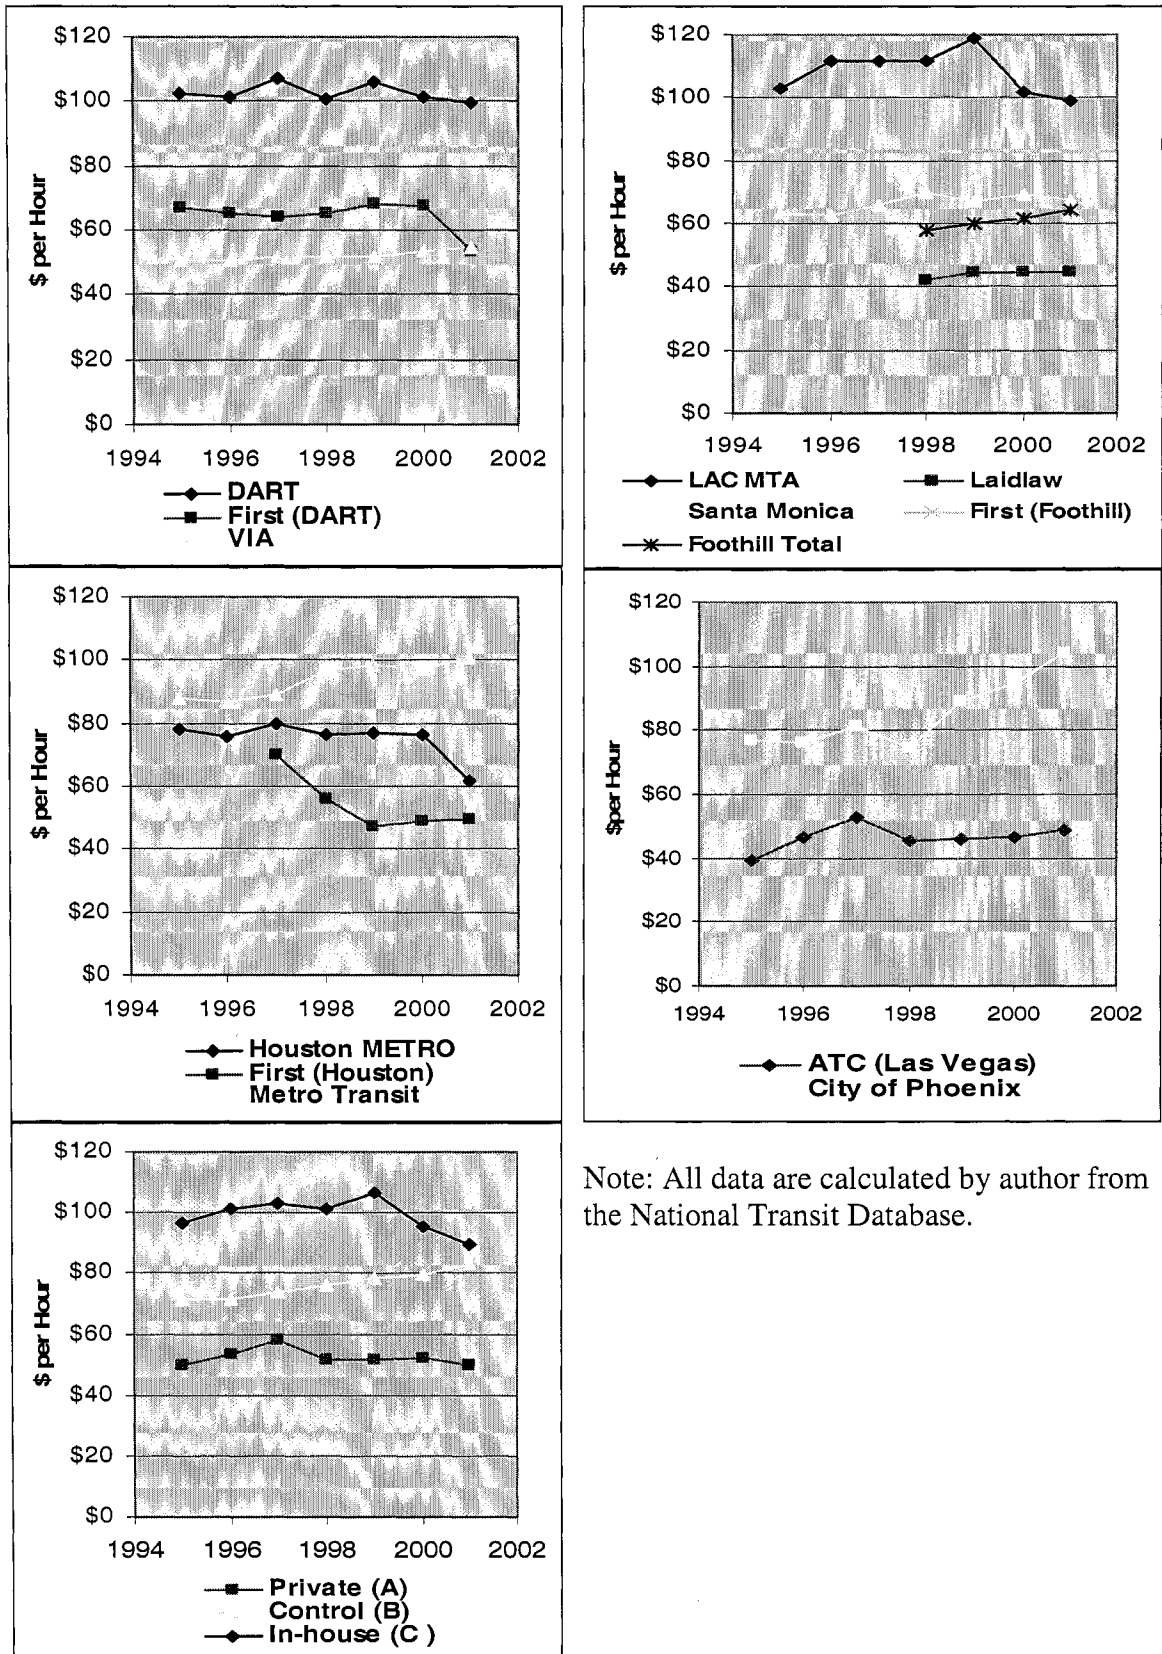 $120
$100
$80
$60
$40
$20
$0
$ per Hour
1994 1996 1998 2000 2002
DART
First (DART)
VIA
$120
$100
$80
$60
$40
$20
$0
$ per Hour
1994 1996 1998 2000 2002
LAC MTA Laidlaw
Santa Monica First (Foothill)
Foothill Total
$120
$100
$80
$60
$40
$20
$0
$ per Hour
1994 1996 1998 2000 2002
Houston METRO
First (Houston)
Metro Transit
$120
$100
$80
$60
$40
$20
$0
$per Hour
1994 1996 1998 2000 2002
ATC (Las Vegas)
City of Phoenix
$120
$100
$80
$60
$40
$20
$0
$ per Hour
1994 1996 1998 2000 2002
Private (A)
Control (B)
In-house (C )
Note: All data are calculated by author from
the National Transit Database.